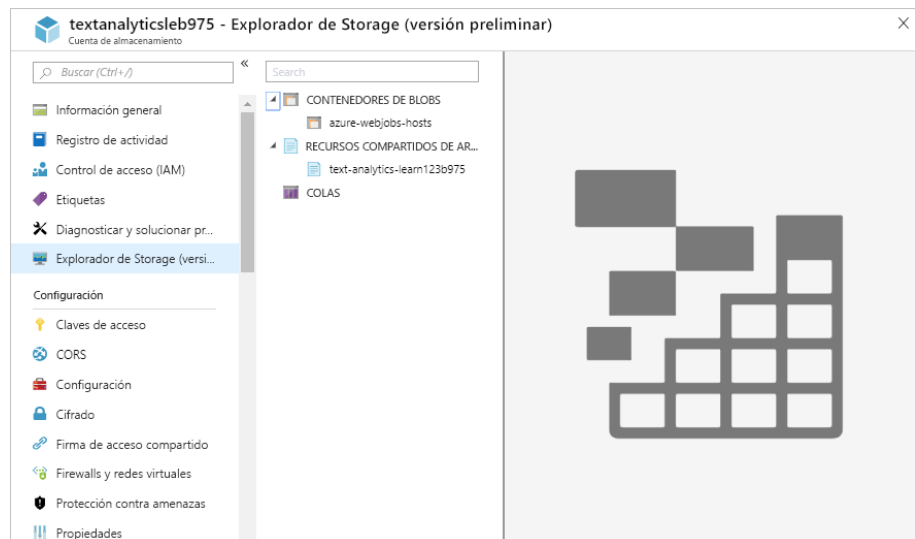 textanalyticsleb975 - Explorador de Storage (versión preliminar)
Cuenta de almacenamiento
Buscar (Ctrl+/)
Información general
Registro de actividad
Control de acceso (IAM)
Etiquetas
Diagnosticar y solucionar pr...
Explorador de Storage (versi...
Configuración
Claves de acceso
CORS
Configuración
Cifrado
Firma de acceso compartido
Firewalls y redes virtuales
Protección contra amenazas
Propiedades
Search
CONTENEDORES DE BLOBS
azure-webjobs-hosts
RECURSOS COMPARTIDOS DE AR...
text-analytics-learn123b975
COLAS